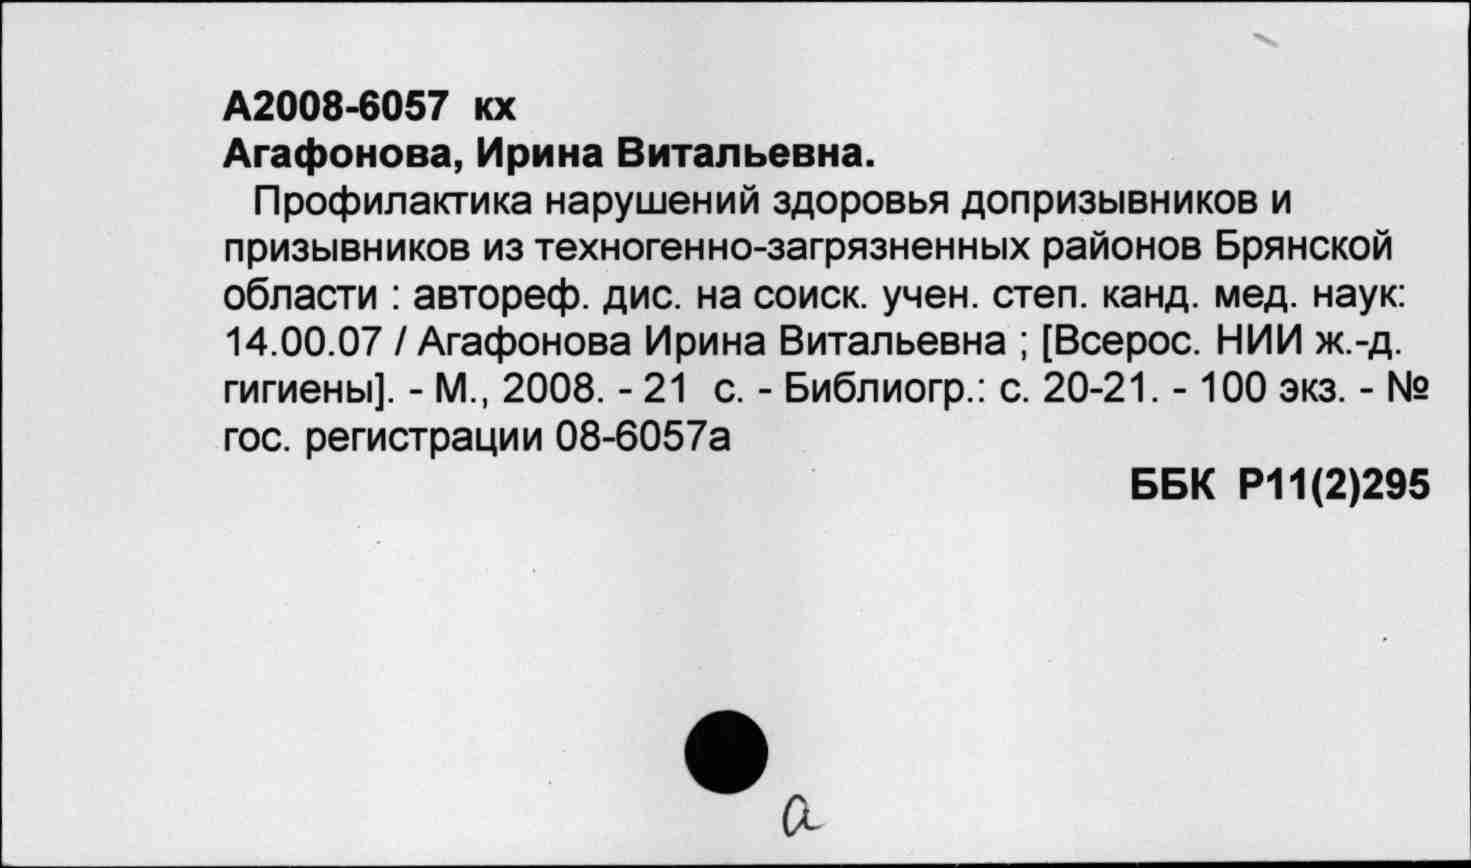 А2008-6057 кх
Агафонова, Ирина Витальевна.
Профилактика нарушений здоровья допризывников и
призывников из техногенно-загрязненных районов Брянской
области : автореф. дис. на соиск. учен. степ. канд. мед. наук:
14.00.07 / Агафонова Ирина Витальевна ; [Всерос. НИИ ж.-д.
гигиены]. - М., 2008. - 21 с. - Библиогр.: с. 20-21. - 100 экз. - №
гос. регистрации 08-6057а
ББК Р11(2)295
а